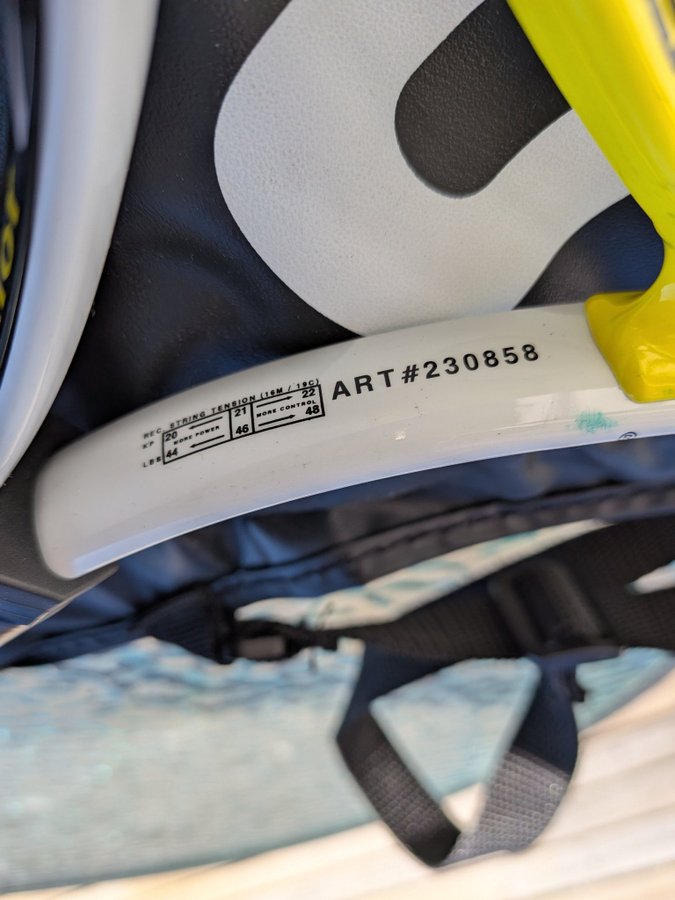 REC. STRING TENSION (16M / 19C)
KP 20 21 22
MORE POWER MORE CONTROL
LBS 44 46 48
ART#230858